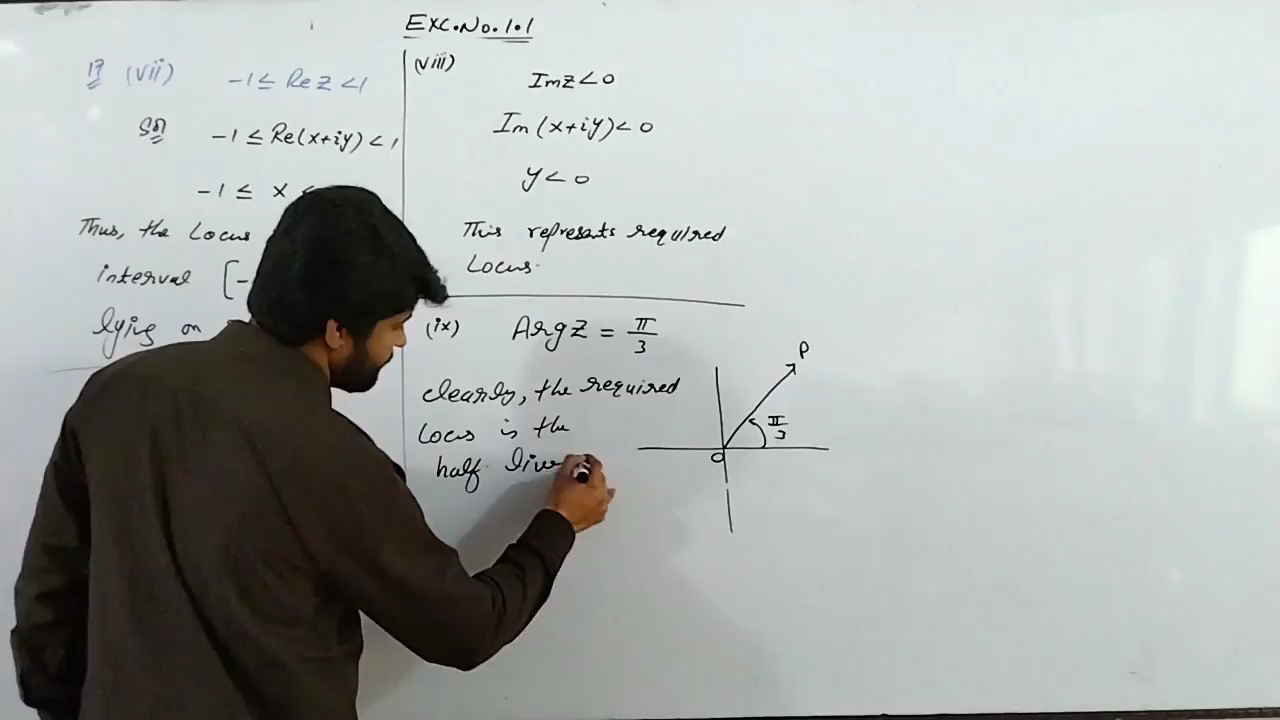 Exc.No.1.1
17 (vii) -1 ≤ Re z < 1
Sol -1 ≤ Re(x+iy) < 1
-1 ≤ x <
Thus, the Locus
interval [-
lying on
(viii) Im z < 0
Im (x+iy) < 0
y < 0
This represents required
Locus.
(ix) Arg z = π/3
clearly, the required
Locus is the
half line
P
π/3
O